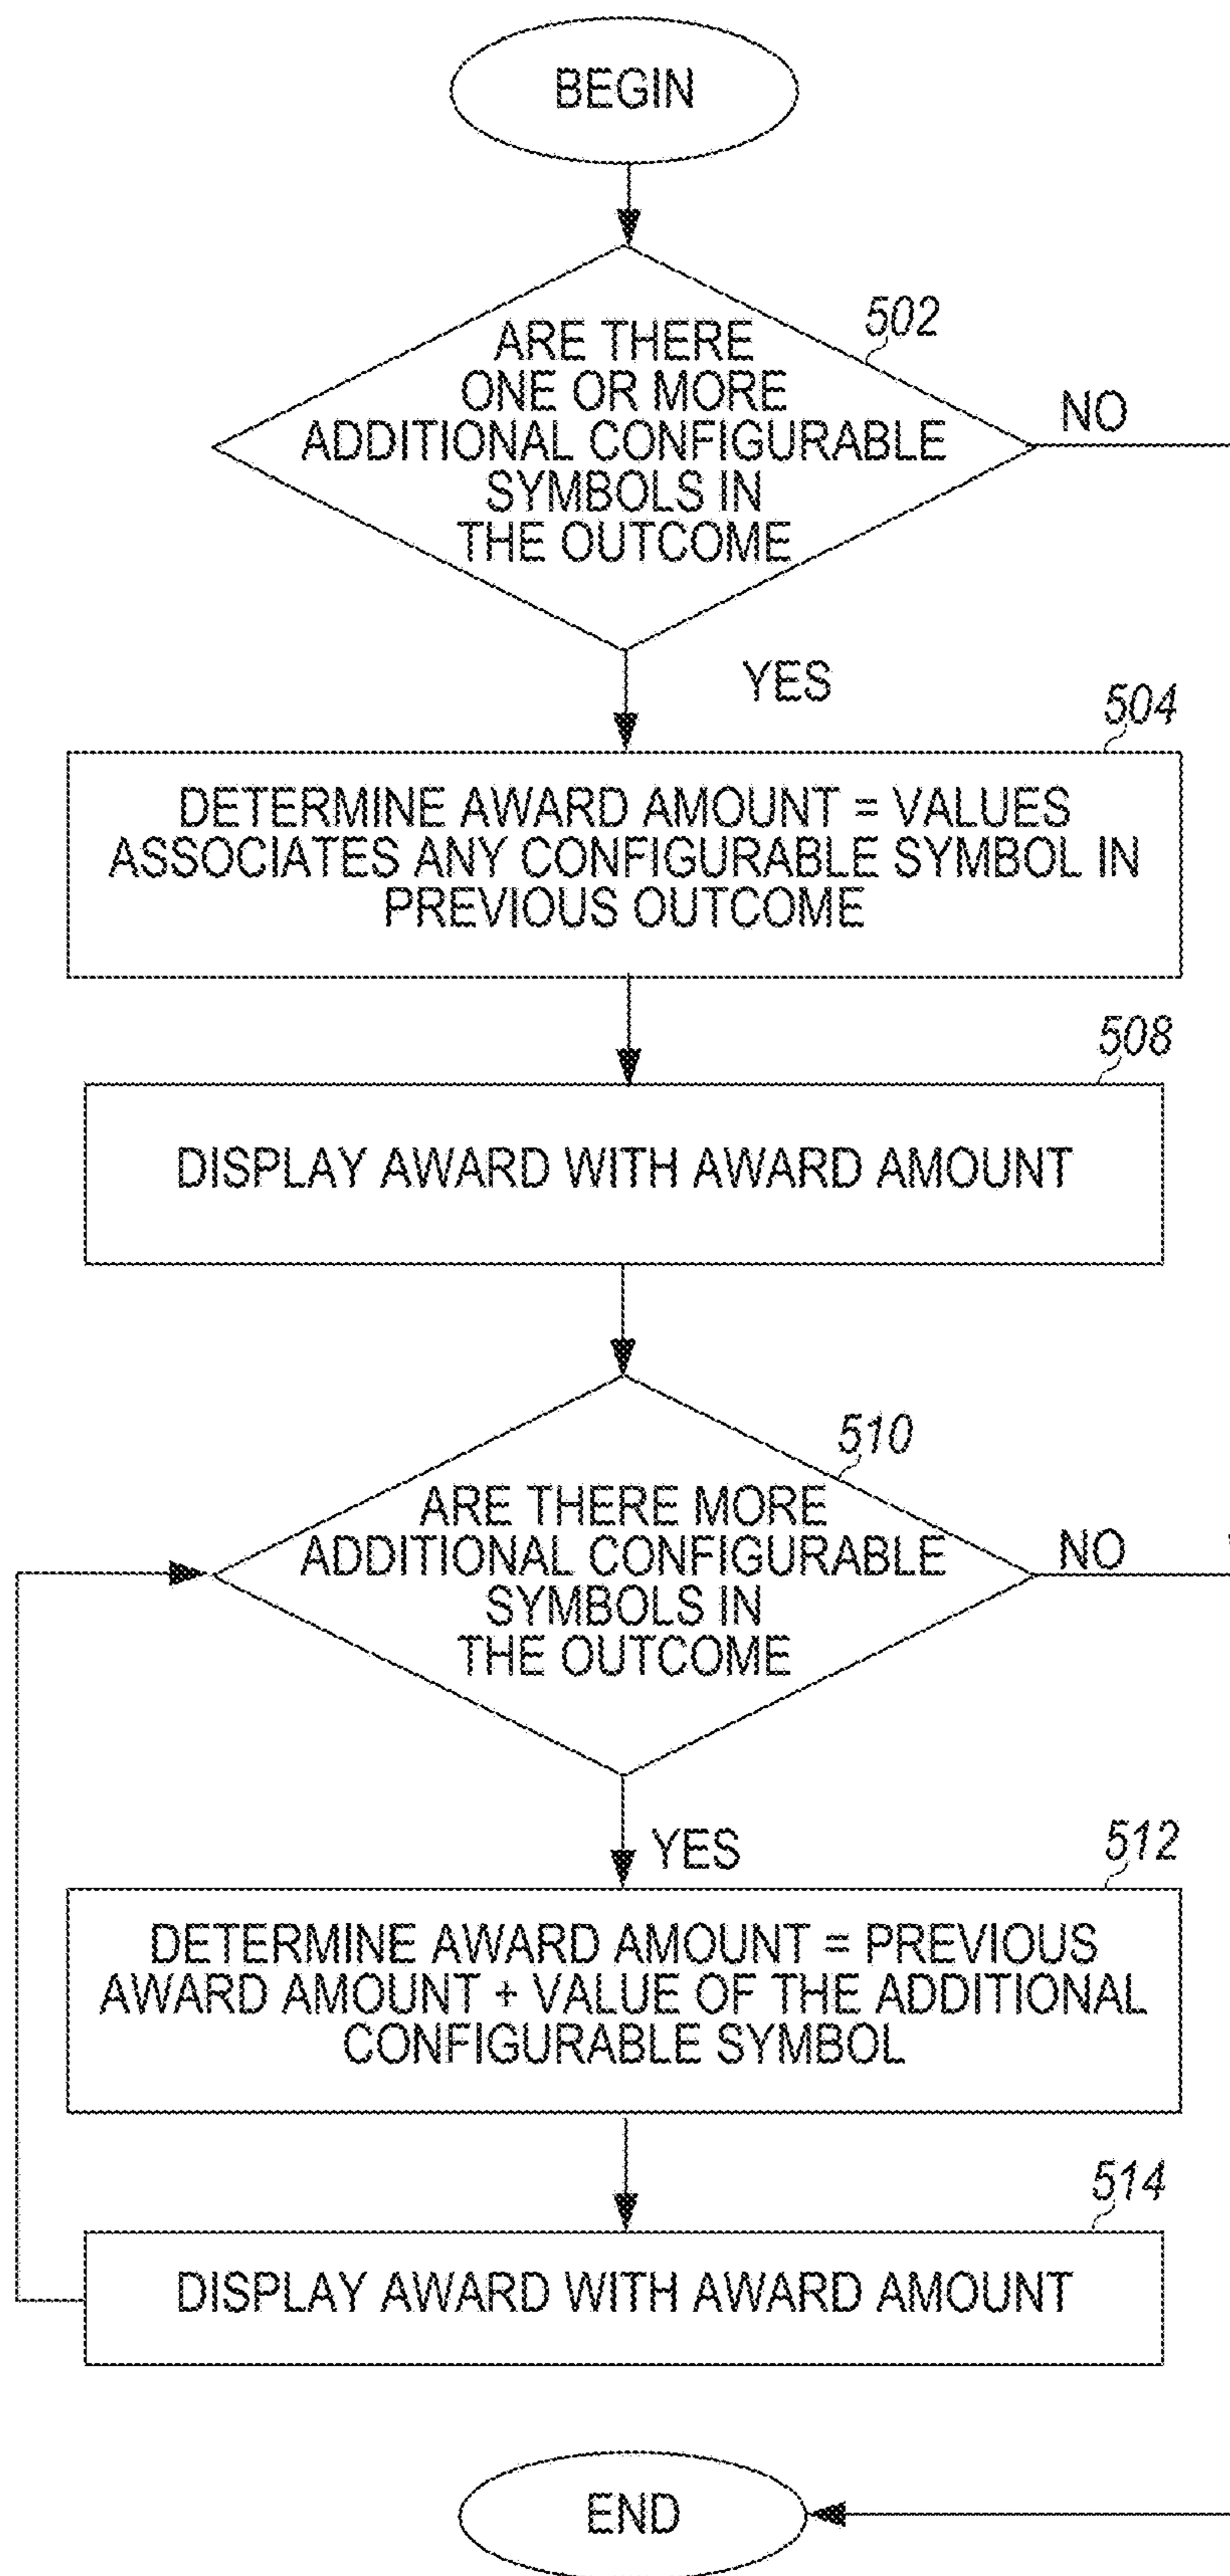 BEGIN
502
ARE THERE
ONE OR MORE
ADDITIONAL CONFIGURABLE
SYMBOLS IN
THE OUTCOME
NO
YES
504
DETERMINE AWARD AMOUNT = VALUES
ASSOCIATES ANY CONFIGURABLE SYMBOL IN
PREVIOUS OUTCOME
508
DISPLAY AWARD WITH AWARD AMOUNT
510
ARE THERE MORE
ADDITIONAL CONFIGURABLE
SYMBOLS IN
THE OUTCOME
NO
YES
512
DETERMINE AWARD AMOUNT = PREVIOUS
AWARD AMOUNT + VALUE OF THE ADDITIONAL
CONFIGURABLE SYMBOL
514
DISPLAY AWARD WITH AWARD AMOUNT
END